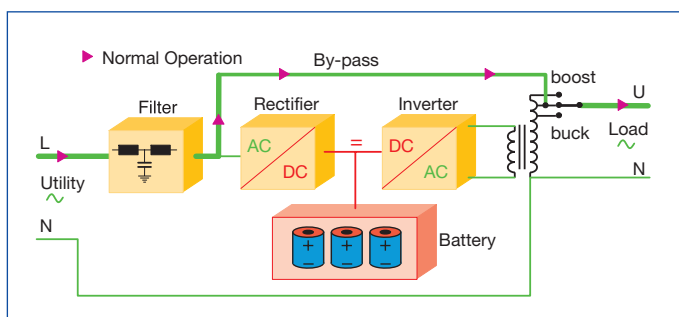 Normal Operation
By-pass
boost
U
Filter
Rectifier
Inverter
buck
Load
L
AC
DC
=
DC
AC
Utility
N
N
Battery
+ + +
– – –